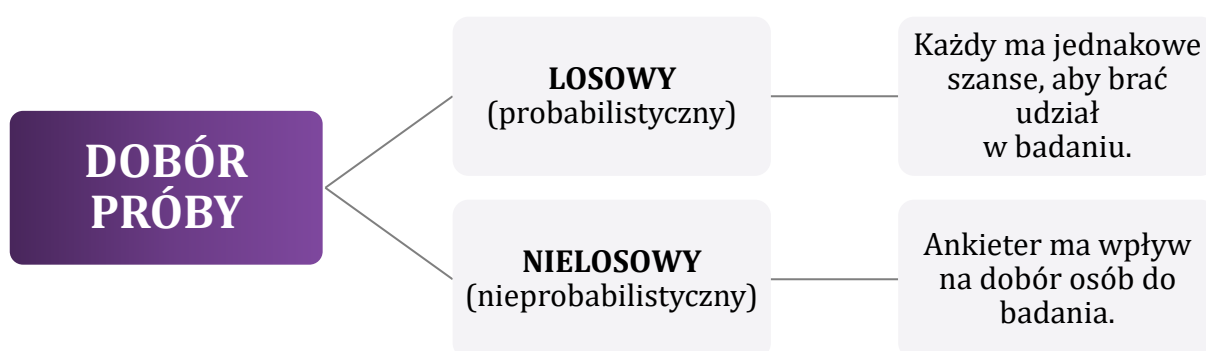 DOBÓR
PRÓBY
LOSOWY
(probabilistyczny)
Każdy ma jednakowe
szanse, aby brać
udział
w badaniu.
NIELOSOWY
(nieprobabilistyczny)
Ankieter ma wpływ
na dobór osób do
badania.